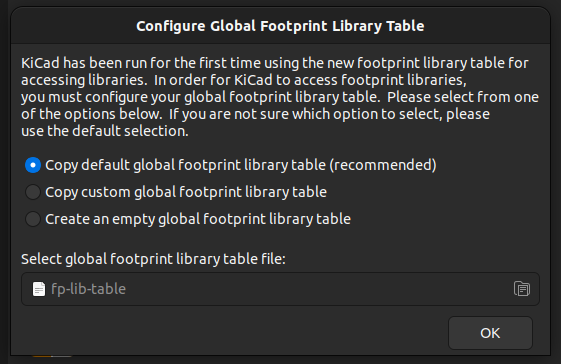 Configure Global Footprint Library Table
KiCad has been run for the first time using the new footprint library table for
accessing libraries.  In order for KiCad to access footprint libraries,
you must configure your global footprint library table.  Please select from one
of the options below.  If you are not sure which option to select, please
use the default selection.
Copy default global footprint library table (recommended)
Copy custom global footprint library table
Create an empty global footprint library table
Select global footprint library table file:
fp-lib-table
OK